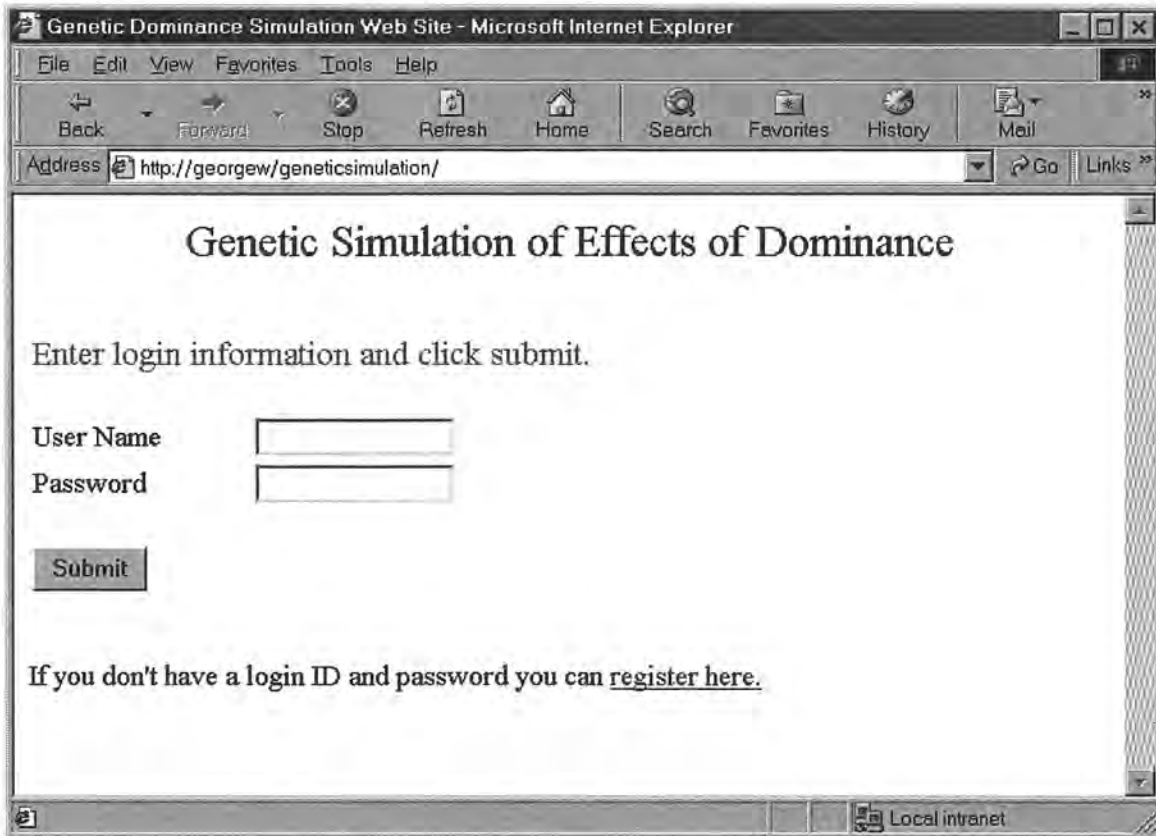 Genetic Dominance Simulation Web Site - Microsoft Internet Explorer
File Edit View Favorites Tools Help
Back Forward Stop Refresh Home Search Favorites History Mail »
Address http://georgew/geneticsimulation/ Go Links »
Genetic Simulation of Effects of Dominance
Enter login information and click submit.
User Name
Password
Submit
If you don't have a login ID and password you can register here.
Local intranet